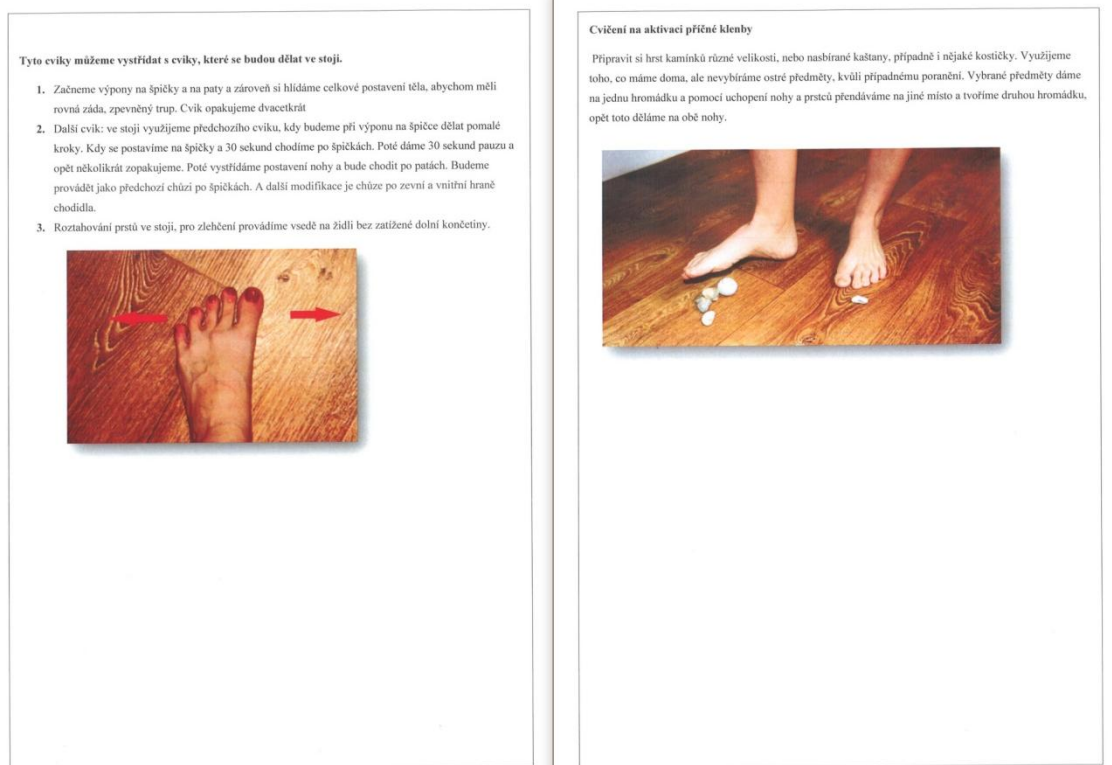 Tyto cviky můžeme vystřídat s cviky, které se budou dělat ve stoji.
1. Začneme výpony na špičky a na paty a zároveň si hlídáme celkové postavení těla, abychom měli
rovná záda, zpevněný trup. Cvik opakujeme dvacetkrát
2. Další cvik: ve stoji využijeme předchozího cviku, kdy budeme při výponu na špičce dělat pomalé
kroky. Kdy se postavíme na špičky a 30 sekund chodíme po špičkách. Poté dáme 30 sekund pauzu a
opět několikrát zopakujeme. Poté vystřídáme postavení nohy a bude chodit po patách. Budeme
provádět jako předchozí chůzi po špičkách. A další modifikace je chůze po zevní a vnitřní hraně
chodidla.
3. Roztahování prstů ve stoji, pro zlehčení provádíme vsedě na židli bez zatížené dolní končetiny.
Cvičení na aktivaci příčné klenby
Připravit si hrst kamínků různé velikosti, nebo nasbírané kaštany, případně i nějaké kostičky. Využijeme
toho, co máme doma, ale nevybíráme ostré předměty, kvůli případnému poranění. Vybrané předměty dáme
na jednu hromádku a pomocí uchopení nohy a prstců přendáváme na jiné místo a tvoříme druhou hromádku,
opět toto děláme na obě nohy.